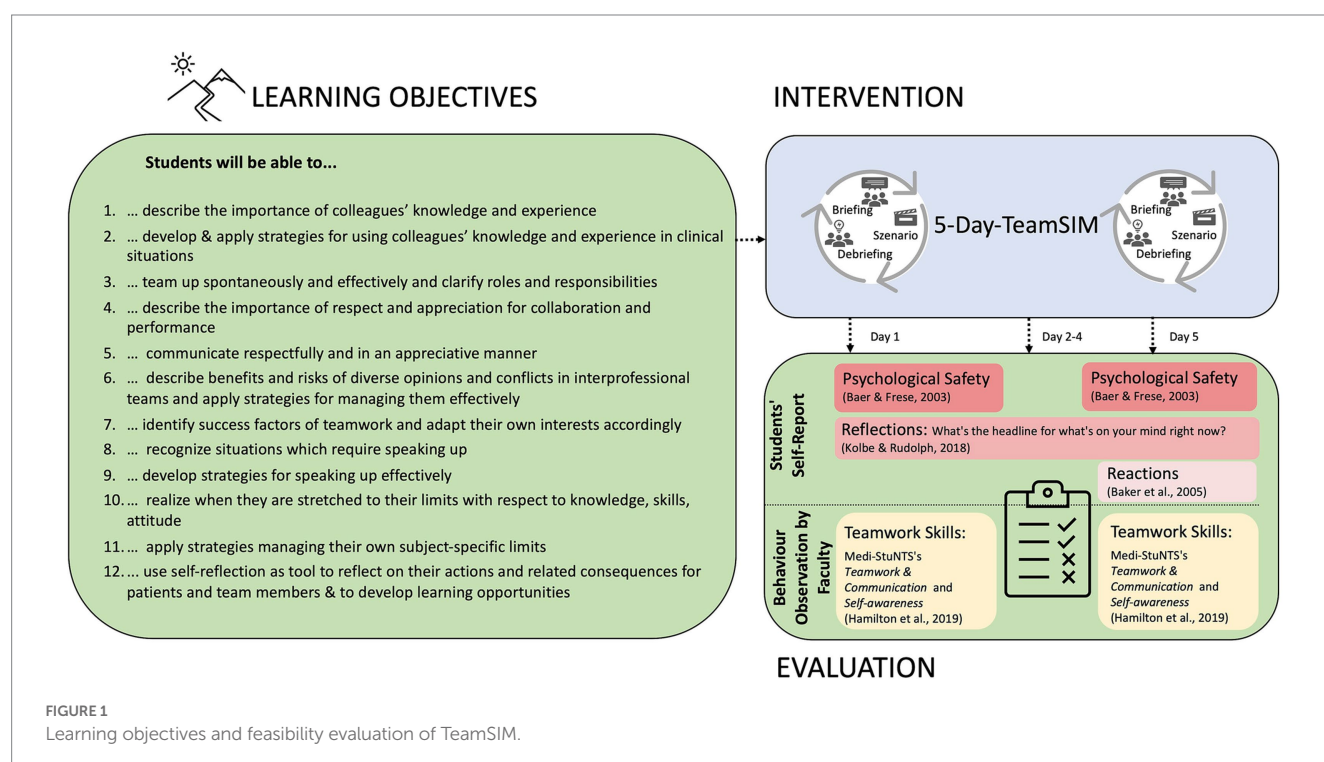 LEARNING OBJECTIVES
Students will be able to...
1. ... describe the importance of colleagues' knowledge and experience
2. ... develop & apply strategies for using colleagues' knowledge and experience in clinical
situations
3. ... team up spontaneously and effectively and clarify roles and responsibilities
4. ... describe the importance of respect and appreciation for collaboration and
performance
5. ... communicate respectfully and in an appreciative manner
6. ... describe benefits and risks of diverse opinions and conflicts in interprofessional
teams and apply strategies for managing them effectively
7. ... identify success factors of teamwork and adapt their own interests accordingly
8. ... recognize situations which require speaking up
9. ... develop strategies for speaking up effectively
10. ... realize when they are stretched to their limits with respect to knowledge, skills,
attitude
11. ... apply strategies managing their own subject-specific limits
12. ... use self-reflection as tool to reflect on their actions and related consequences for
patients and team members & to develop learning opportunities
INTERVENTION
Briefing
Szenario
Debriefing
5-Day-TeamSIM
Briefing
Szenario
Debriefing
Day 1
Day 2-4
Day 5
Students'
Self-Report
Psychological Safety
(Baer & Frese, 2003)
Psychological Safety
(Baer & Frese, 2003)
Reflections: What's the headline for what's on your mind right now?
(Kolbe & Rudolph, 2018)
Reactions
(Baker et al., 2005)
Behaviour
Observation by
Faculty
Teamwork Skills:
Medi-StuNTS's
Teamwork &
Communication and
Self-awareness
(Hamilton et al., 2019)
Teamwork Skills:
Medi-StuNTS's
Teamwork &
Communication and
Self-awareness
(Hamilton et al., 2019)
EVALUATION
FIGURE 1
Learning objectives and feasibility evaluation of TeamSIM.